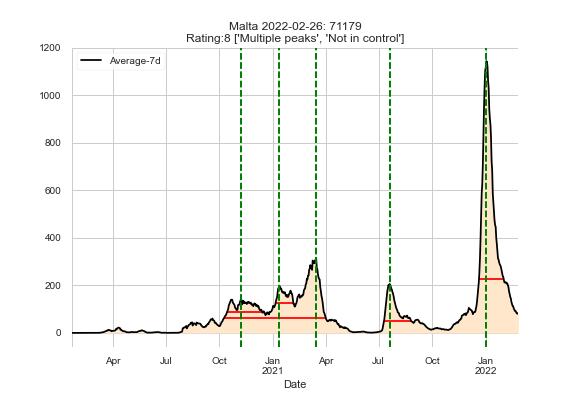 Malta 2022-02-26: 71179
Rating:8 ['Multiple peaks', 'Not in control']
Average-7d
1200
1000
800
600
400
200
0
Apr Jul Oct Jan Apr Jul Oct Jan
2021 2022
Date